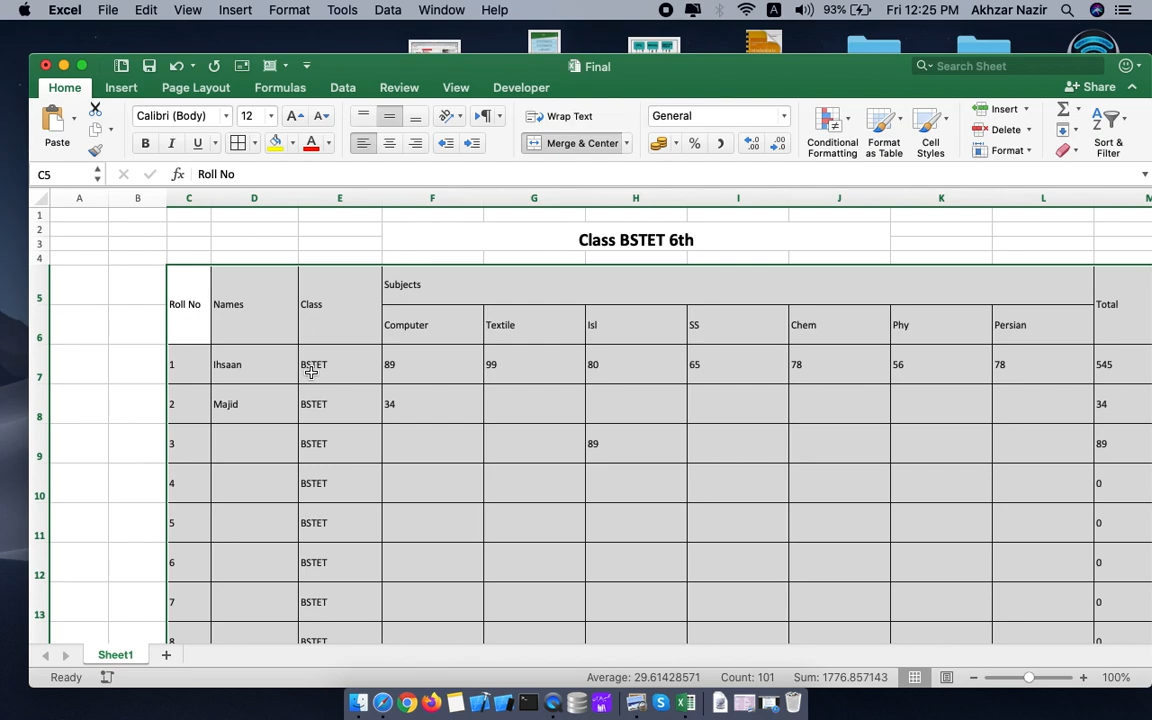 Excel File Edit View Insert Format Tools Data Window Help A 93% Fri 12:25 PM Akhzar Nazir
Final Search Sheet
Home Insert Page Layout Formulas Data Review View Developer Share
Paste Calibri (Body) 12 A A Wrap Text General Conditional Formatting Format as Table Cell Styles Insert Delete Format Sort & Filter
B I U A Merge & Center % )
C5 fx Roll No
A B C D E F G H I J K L M
1
2
3 Class BSTET 6th
4
5 Roll No Names Class Subjects Total
6 Computer Textile Isl SS Chem Phy Persian
7 1 Ihsaan BSTET 89 99 80 65 78 56 78 545
8 2 Majid BSTET 34 34
9 3 BSTET 89 89
10 4 BSTET 0
11 5 BSTET 0
12 6 BSTET 0
13 7 BSTET 0
8 BSTET 0
Sheet1 +
Ready Average: 29.61428571 Count: 101 Sum: 1776.857143 − + 100%